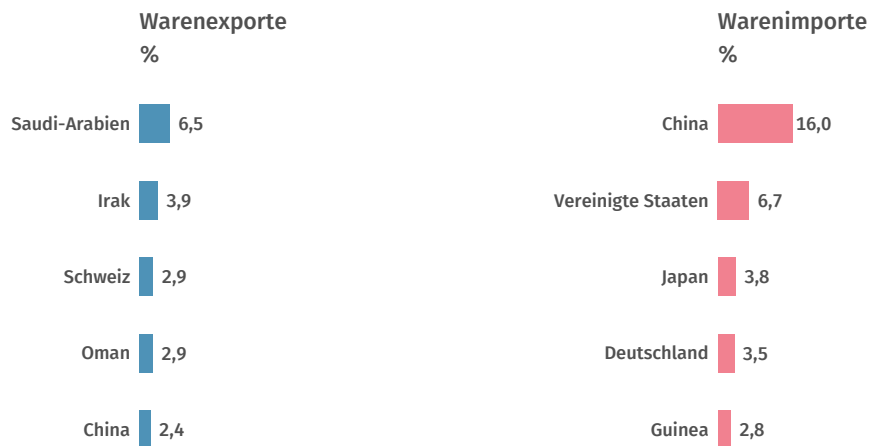 Warenexporte
%
Saudi-Arabien 6,5
Irak 3,9
Schweiz 2,9
Oman 2,9
China 2,4
Warenimporte
%
China 16,0
Vereinigte Staaten 6,7
Japan 3,8
Deutschland 3,5
Guinea 2,8